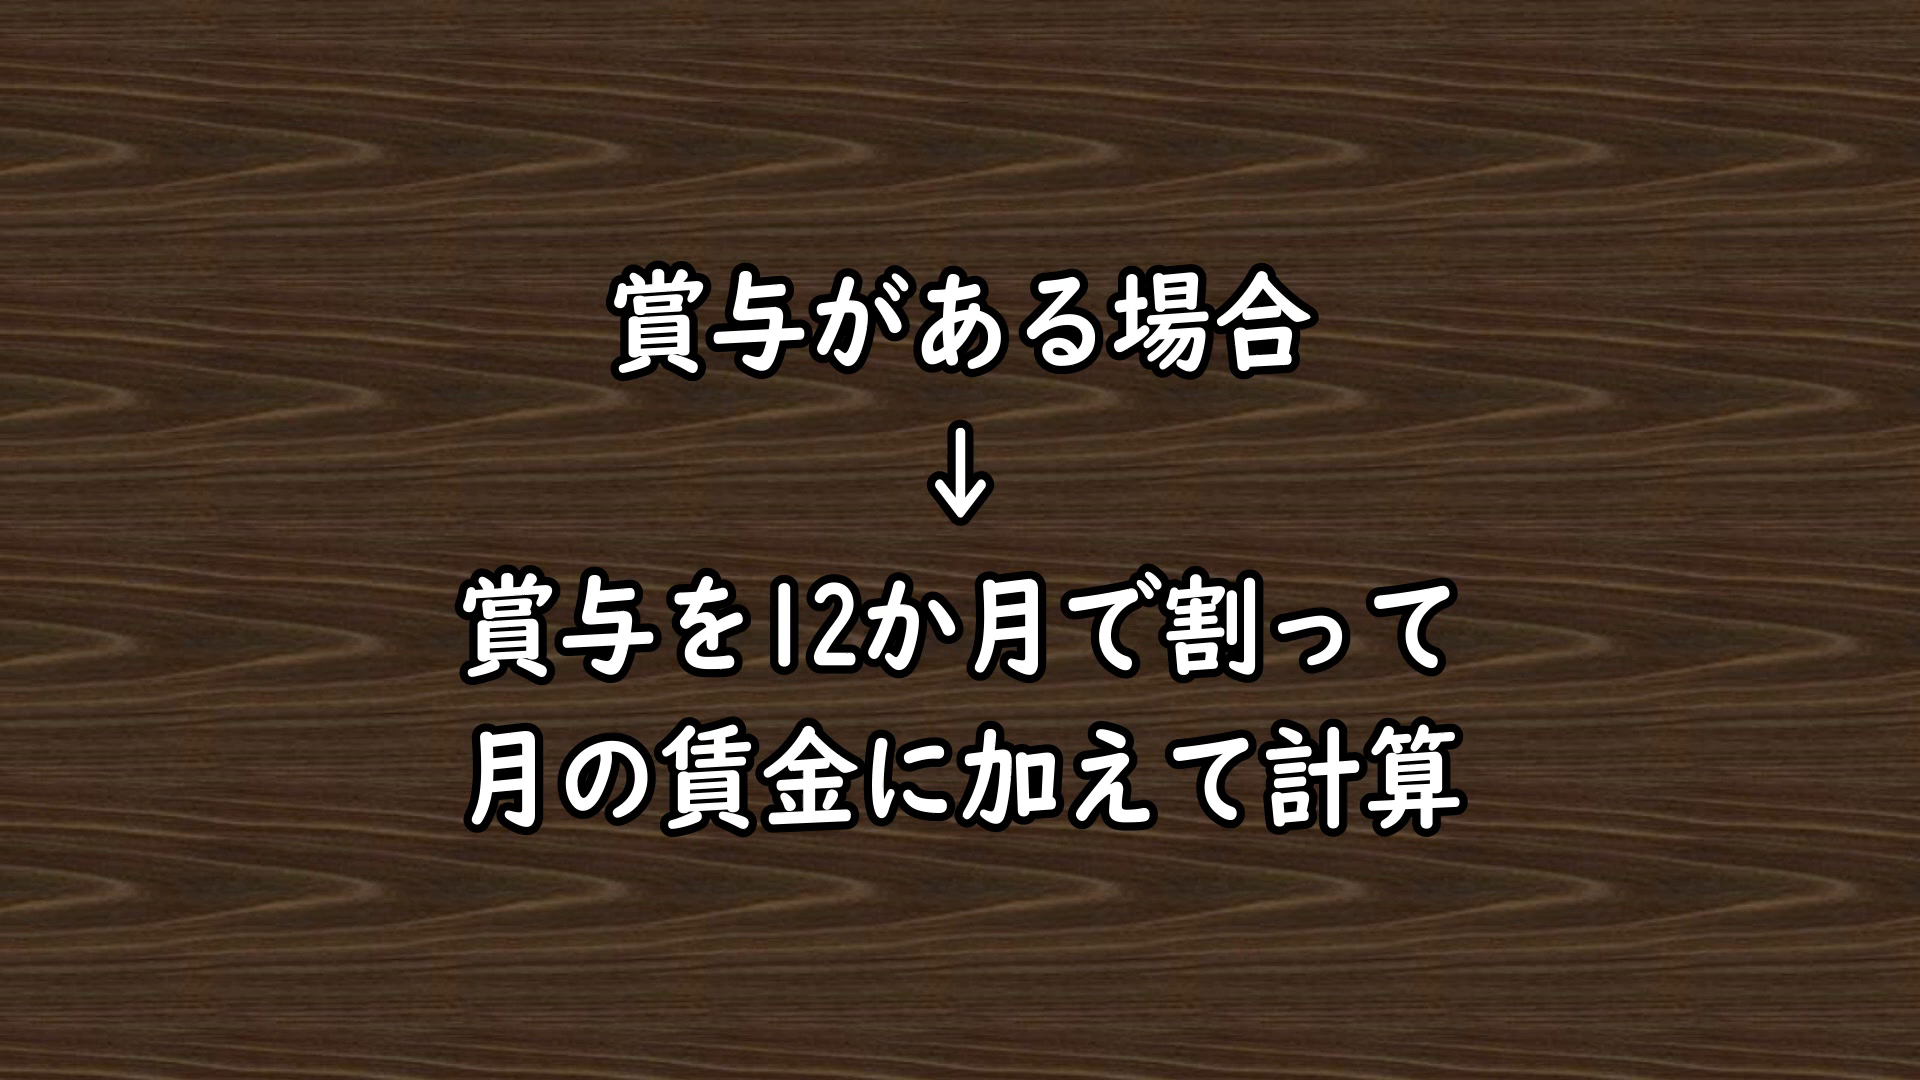 賞与がある場合
↓
賞与を12か月で割って
月の賃金に加えて計算